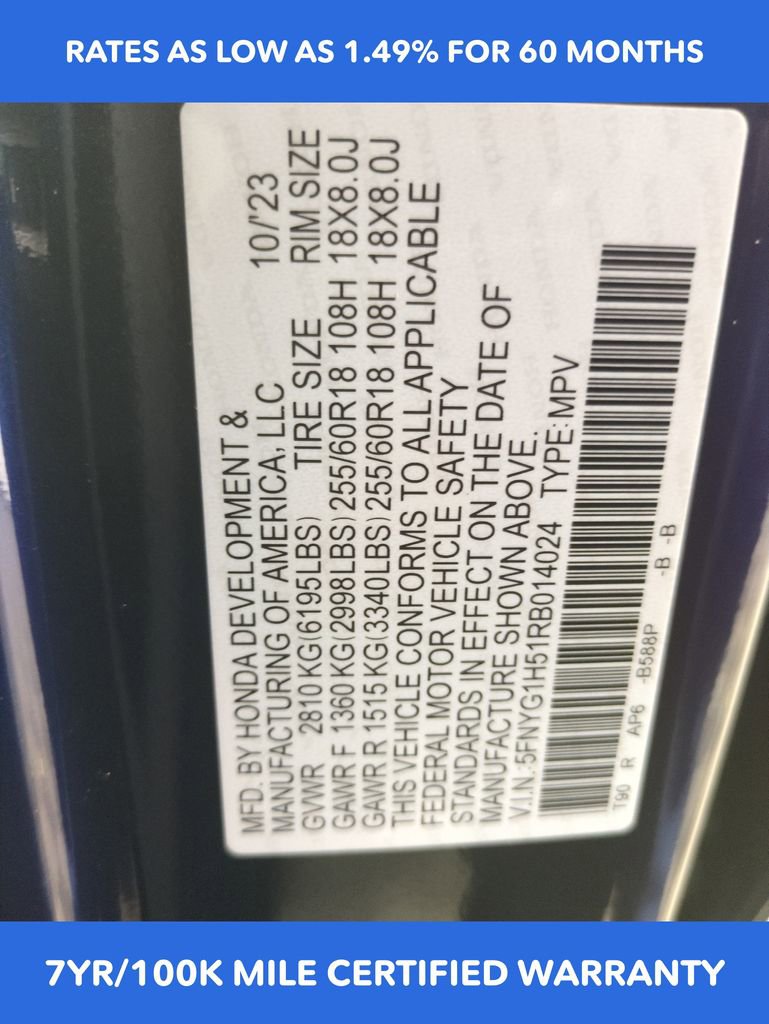 RATES AS LOW AS 1.49% FOR 60 MONTHS
MFD. BY HONDA DEVELOPMENT &
MANUFACTURING OF AMERICA, LLC 10/'23
GVWR 2810 KG(6195LBS) TIRE SIZE RIM SIZE
GAWR F 1360 KG(2998LBS) 255/60R18 108H 18X8.0J
GAWR R 1515 KG(3340LBS) 255/60R18 108H 18X8.0J
THIS VEHICLE CONFORMS TO ALL APPLICABLE
FEDERAL MOTOR VEHICLE SAFETY
STANDARDS IN EFFECT ON THE DATE OF
MANUFACTURE SHOWN ABOVE.
V.I.N.:5FNYG1H51RB014024 TYPE:MPV
T90 R AP6 -B588P -B -B
7YR/100K MILE CERTIFIED WARRANTY